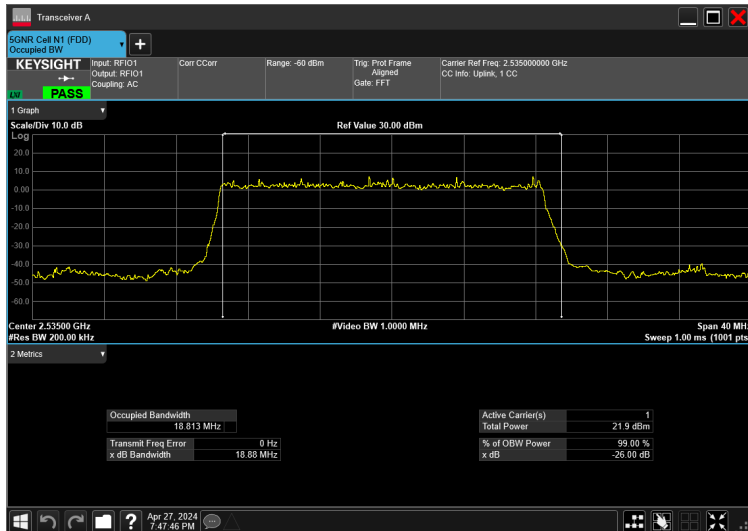 Transceiver A
5GNR Cell N1 (FDD)
Occupied BW
KEYSIGHT
LXI
PASS
Input: RFIO1
Output: RFIO1
Coupling: AC
Corr CCorr
Range: -60 dBm
Trig: Prot Frame
Aligned
Gate: FFT
Carrier Ref Freq: 2.535000000 GHz
CC Info: Uplink, 1 CC
1 Graph
Scale/Div 10.0 dB
Ref Value 30.00 dBm
Log
20.0
10.0
0.00
-10.0
-20.0
-30.0
-40.0
-50.0
-60.0
Center 2.53500 GHz
#Video BW 1.0000 MHz
Span 40 MH
#Res BW 200.00 kHz
Sweep 1.00 ms (1001 pts
2 Metrics
Occupied Bandwidth
18.813 MHz
Transmit Freq Error 0 Hz
x dB Bandwidth 18.88 MHz
Active Carrier(s) 1
Total Power 21.9 dBm
% of OBW Power 99.00 %
x dB -26.00 dB
?
Apr 27, 2024
7:47:46 PM